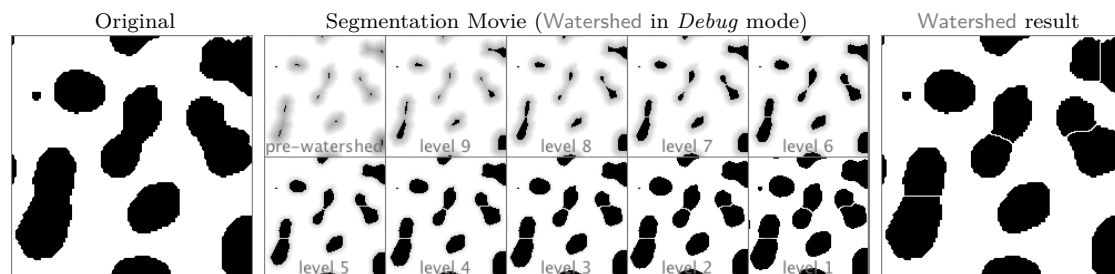 Original
Segmentation Movie (Watershed in Debug mode)
Watershed result
pre-watershed
level 9
level 8
level 7
level 6
level 5
level 4
level 3
level 2
level 1